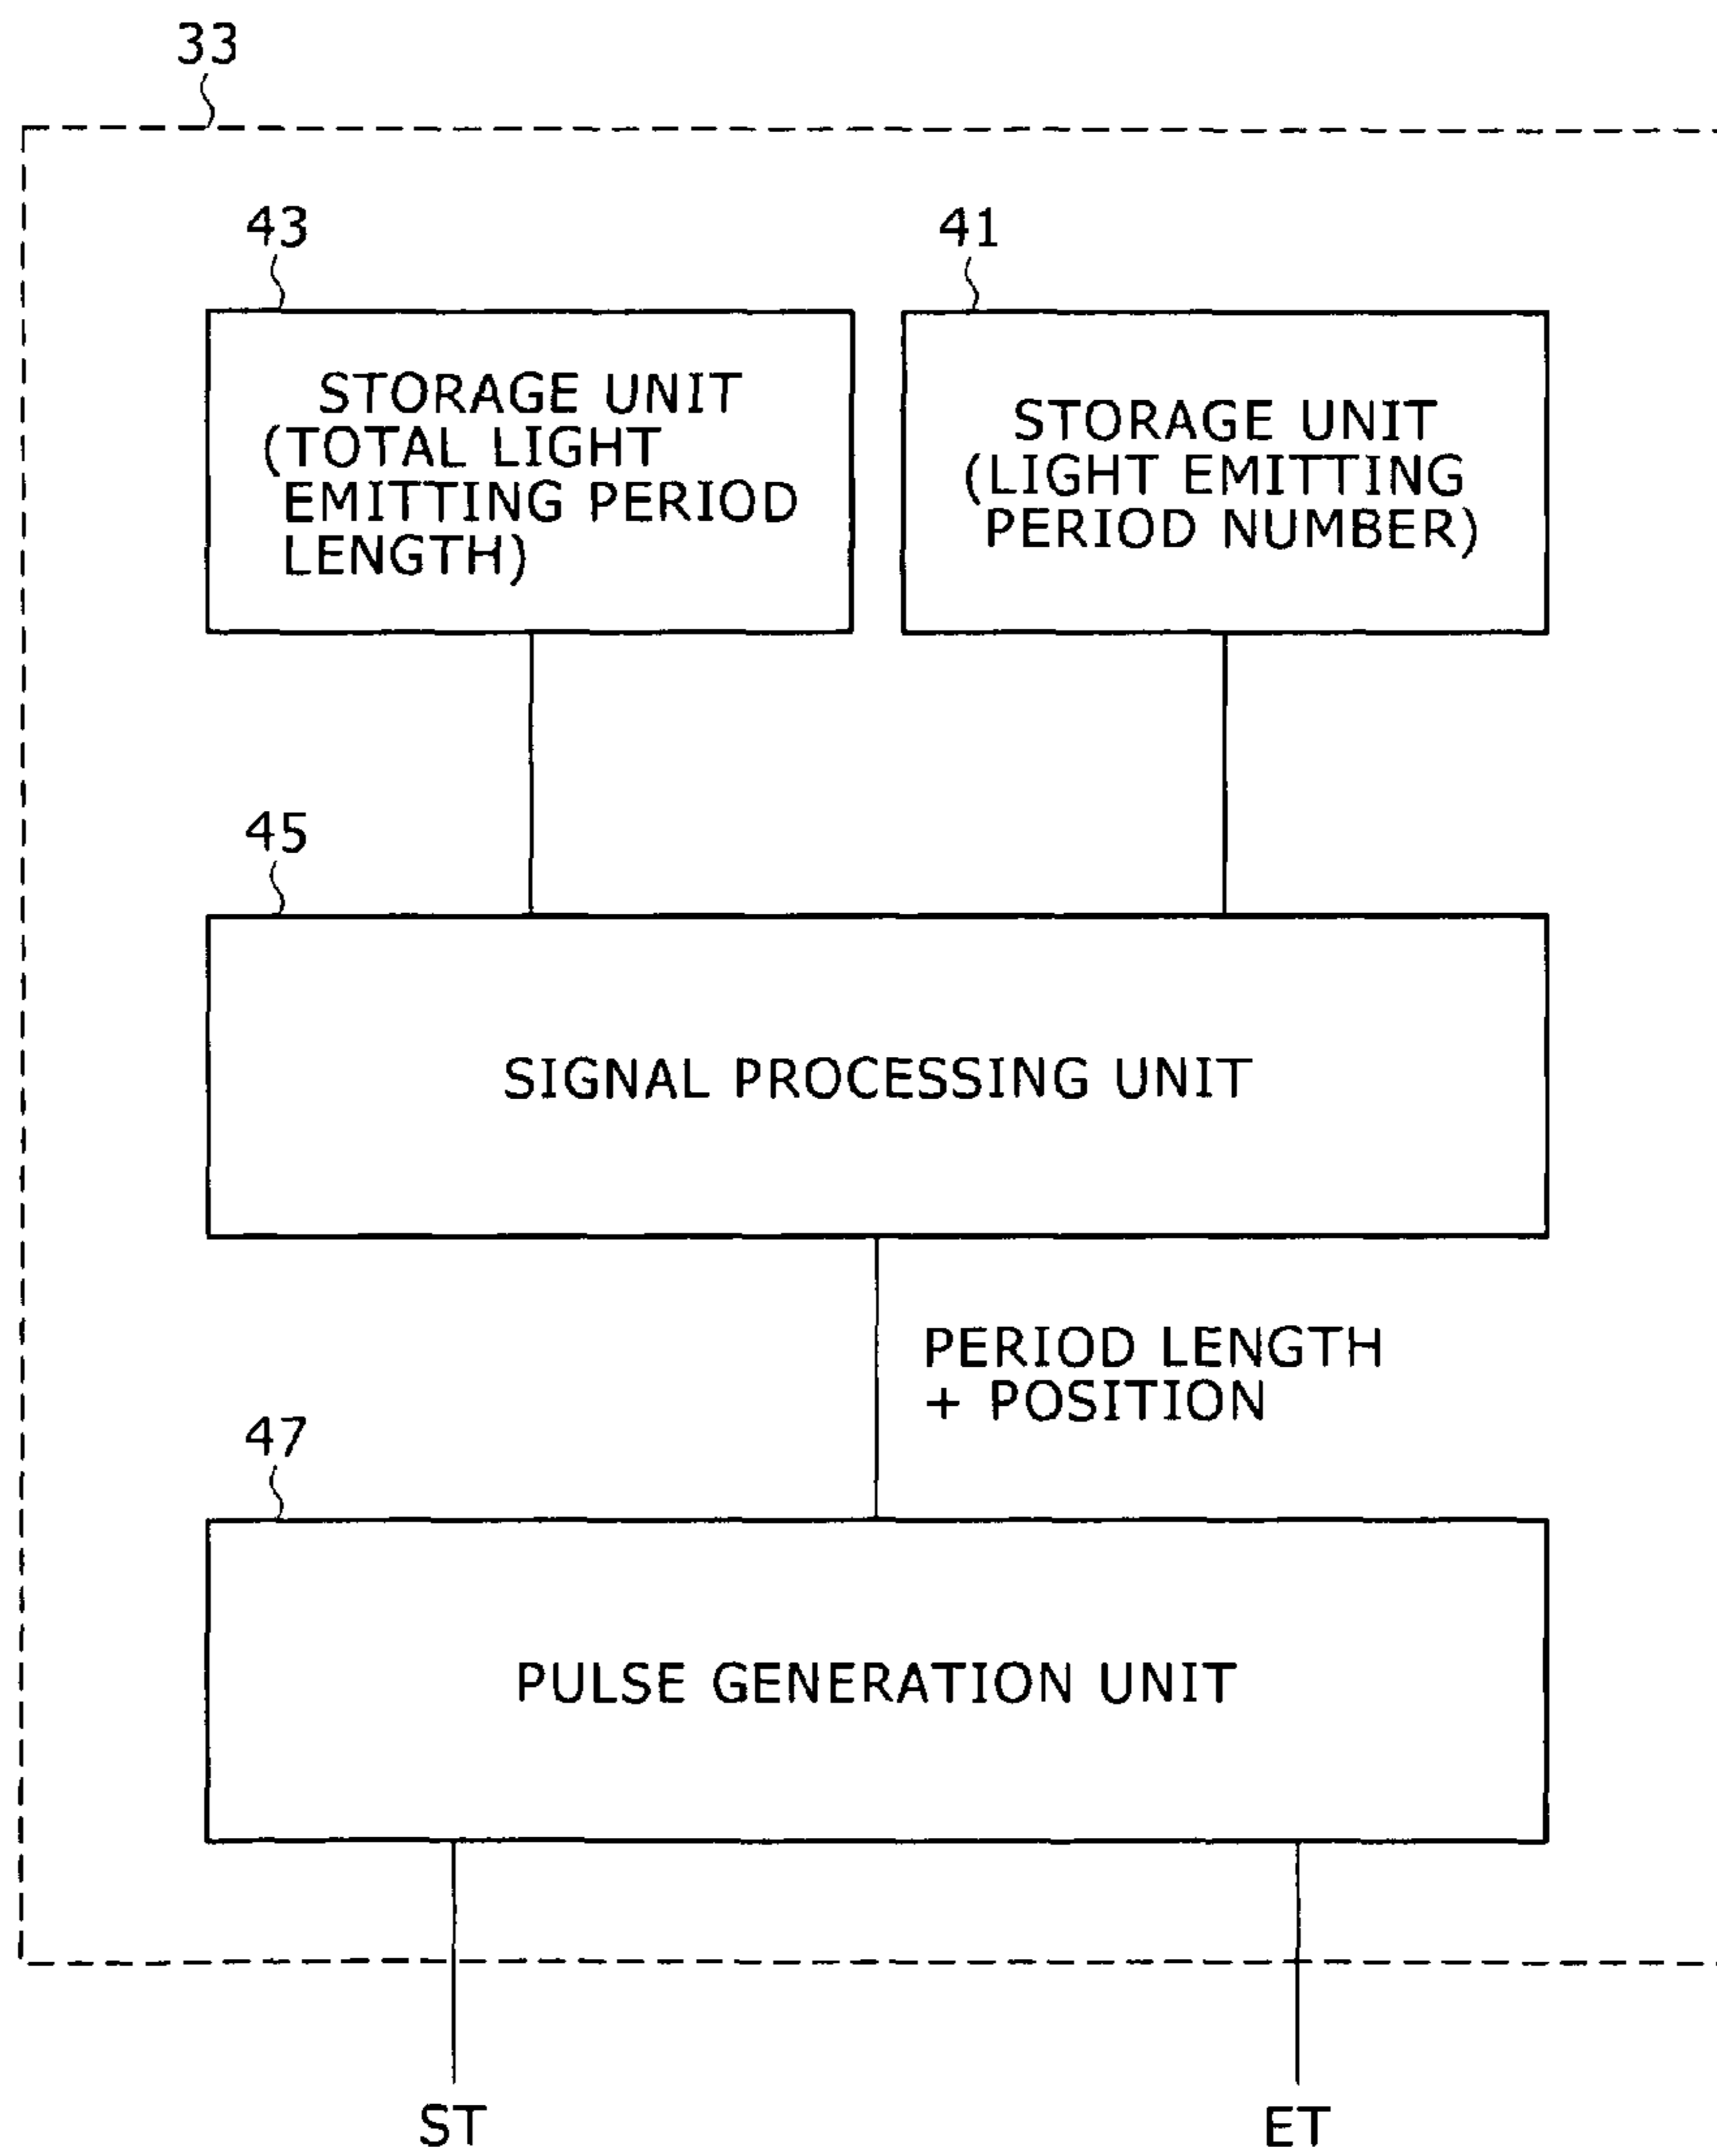 33
43
41
STORAGE UNIT
(TOTAL LIGHT
EMITTING PERIOD
LENGTH)
STORAGE UNIT
(LIGHT EMITTING
PERIOD NUMBER)
45
SIGNAL PROCESSING UNIT
PERIOD LENGTH
+ POSITION
47
PULSE GENERATION UNIT
ST
ET